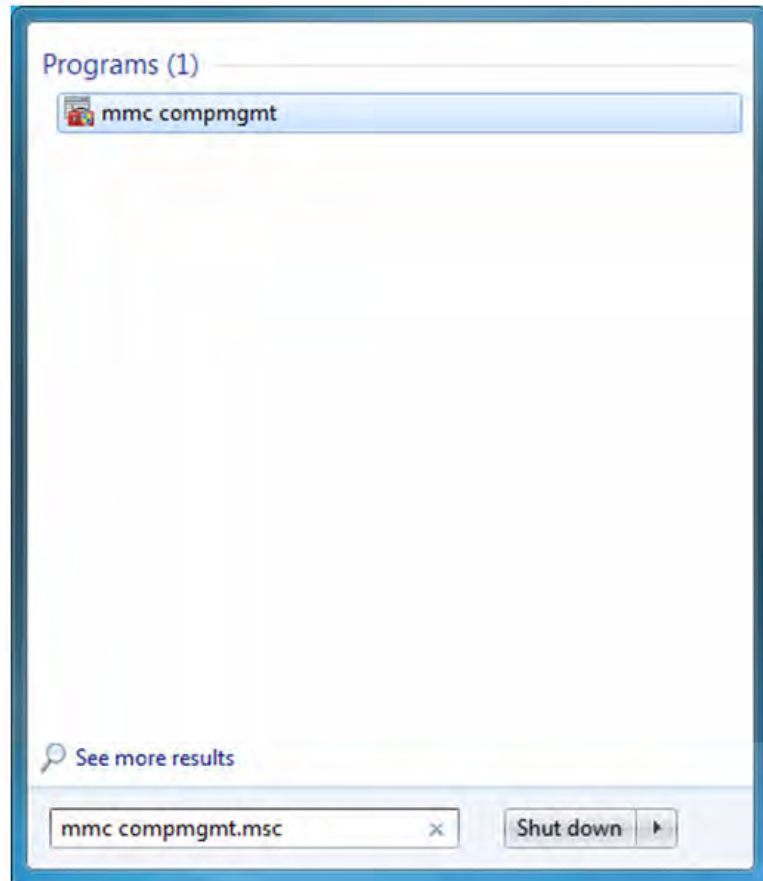 Programs (1)
mmc compmgmt
See more results
mmc compmgmt.msc
Shut down